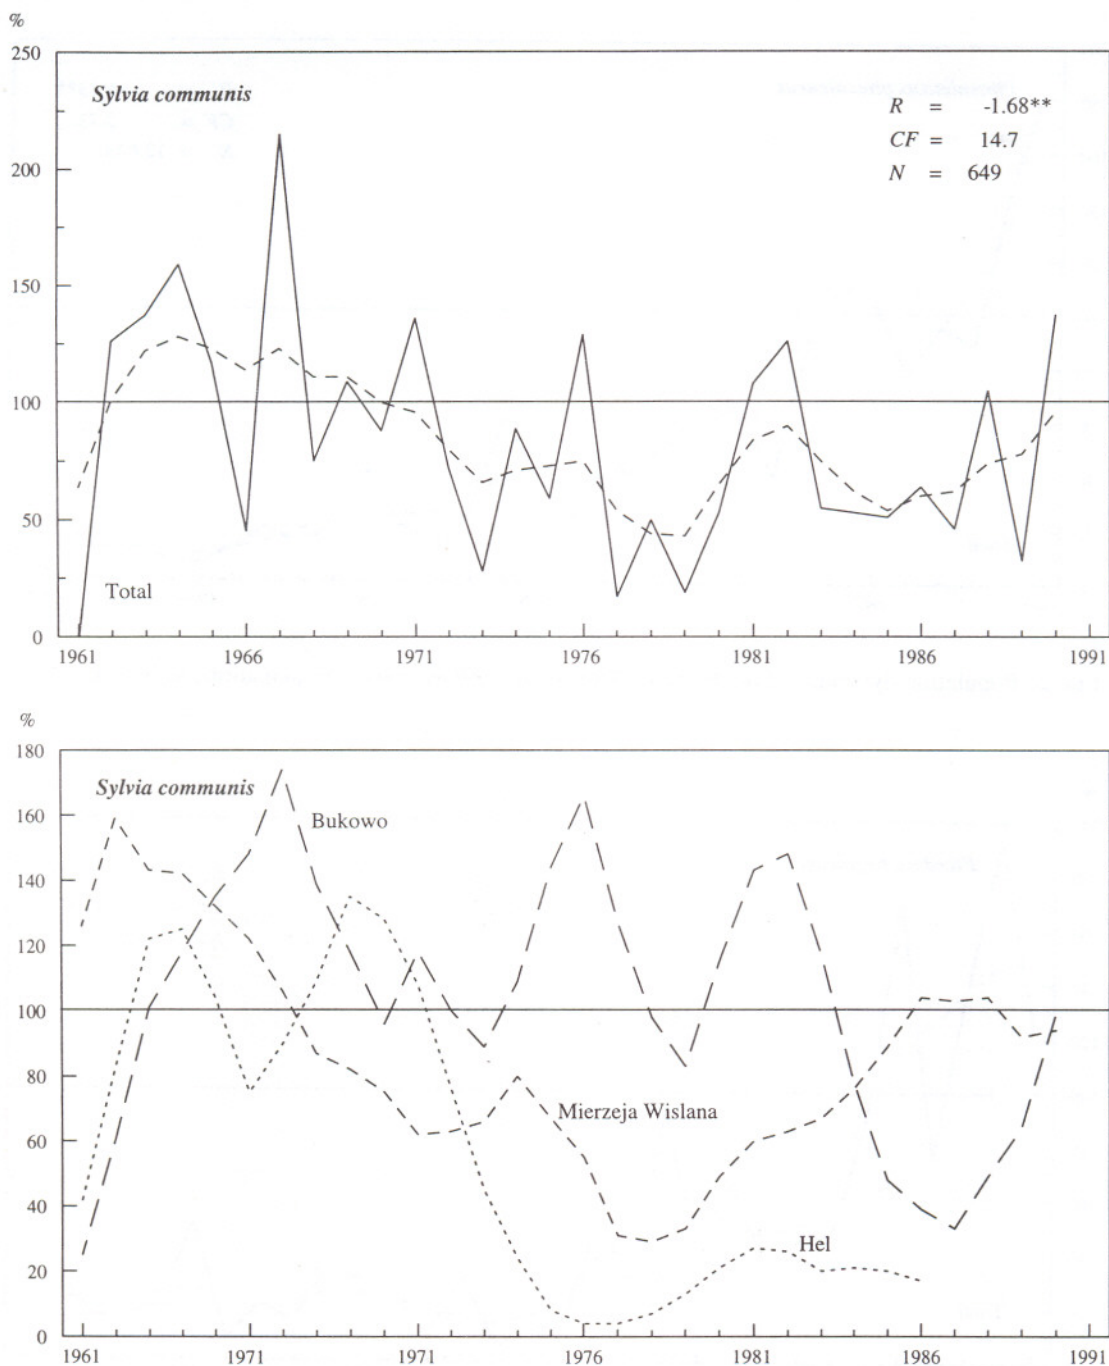 %
250
Sylvia communis
R = -1.68**
CF = 14.7
N = 649
200
150
100
50
Total
0
1961 1966 1971 1976 1981 1986 1991
%
180
Sylvia communis
160
Bukowo
140
120
100
80
Mierzeja Wislana
60
40
Hel
20
0
1961 1971 1971 1976 1981 1986 1991